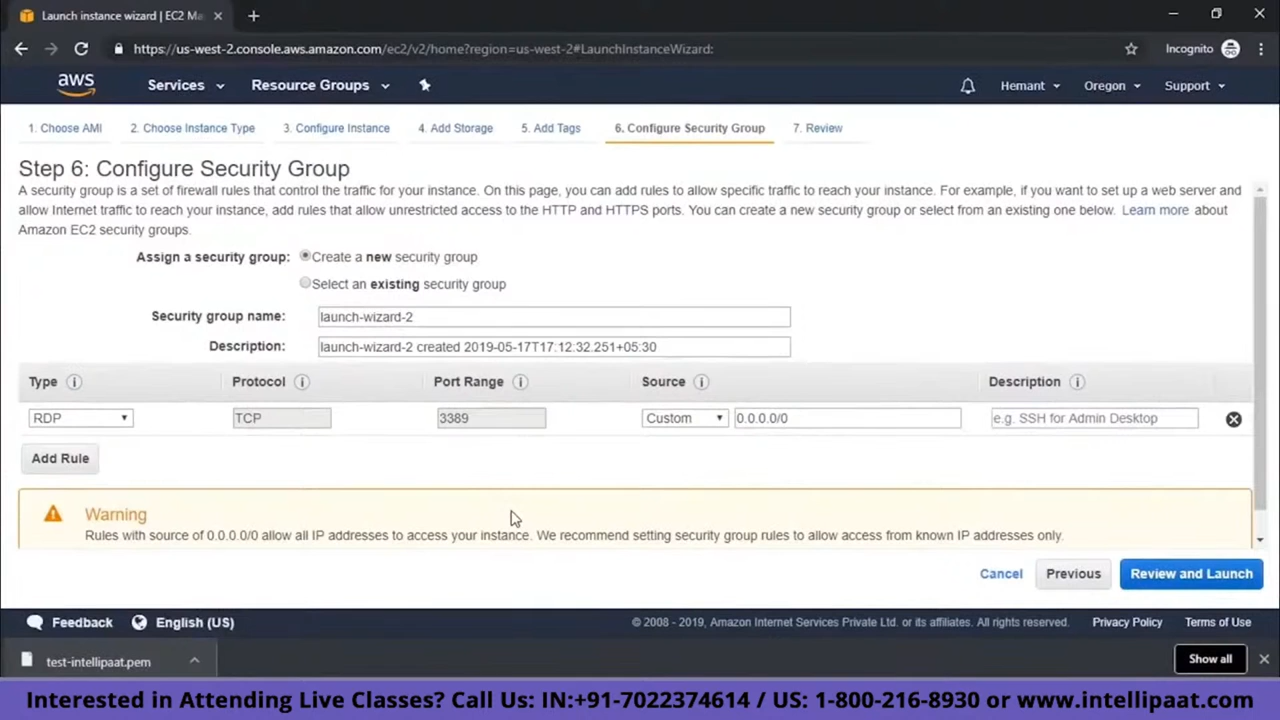 Launch instance wizard | EC2 Ma
https://us-west-2.console.aws.amazon.com/ec2/v2/home?region=us-west-2#LaunchInstanceWizard:
Incognito
aws
Services
Resource Groups
Hemant
Oregon
Support
1. Choose AMI
2. Choose Instance Type
3. Configure Instance
4. Add Storage
5. Add Tags
6. Configure Security Group
7. Review
Step 6: Configure Security Group
A security group is a set of firewall rules that control the traffic for your instance. On this page, you can add rules to allow specific traffic to reach your instance. For example, if you want to set up a web server and
allow Internet traffic to reach your instance, add rules that allow unrestricted access to the HTTP and HTTPS ports. You can create a new security group or select from an existing one below. Learn more about
Amazon EC2 security groups.
Assign a security group:
Create a new security group
Select an existing security group
Security group name:
launch-wizard-2
Description:
launch-wizard-2 created 2019-05-17T17:12:32.251+05:30
Type
Protocol
Port Range
Source
Description
RDP
TCP
3389
Custom
0.0.0.0/0
e.g. SSH for Admin Desktop
Add Rule
Warning
Rules with source of 0.0.0.0/0 allow all IP addresses to access your instance. We recommend setting security group rules to allow access from known IP addresses only.
Cancel
Previous
Review and Launch
Feedback
English (US)
© 2008 - 2019, Amazon Internet Services Private Ltd. or its affiliates. All rights reserved.
Privacy Policy
Terms of Use
test-intellipaat.pem
Show all
Interested in Attending Live Classes? Call Us: IN:+91-7022374614 / US: 1-800-216-8930 or www.intellipaat.com